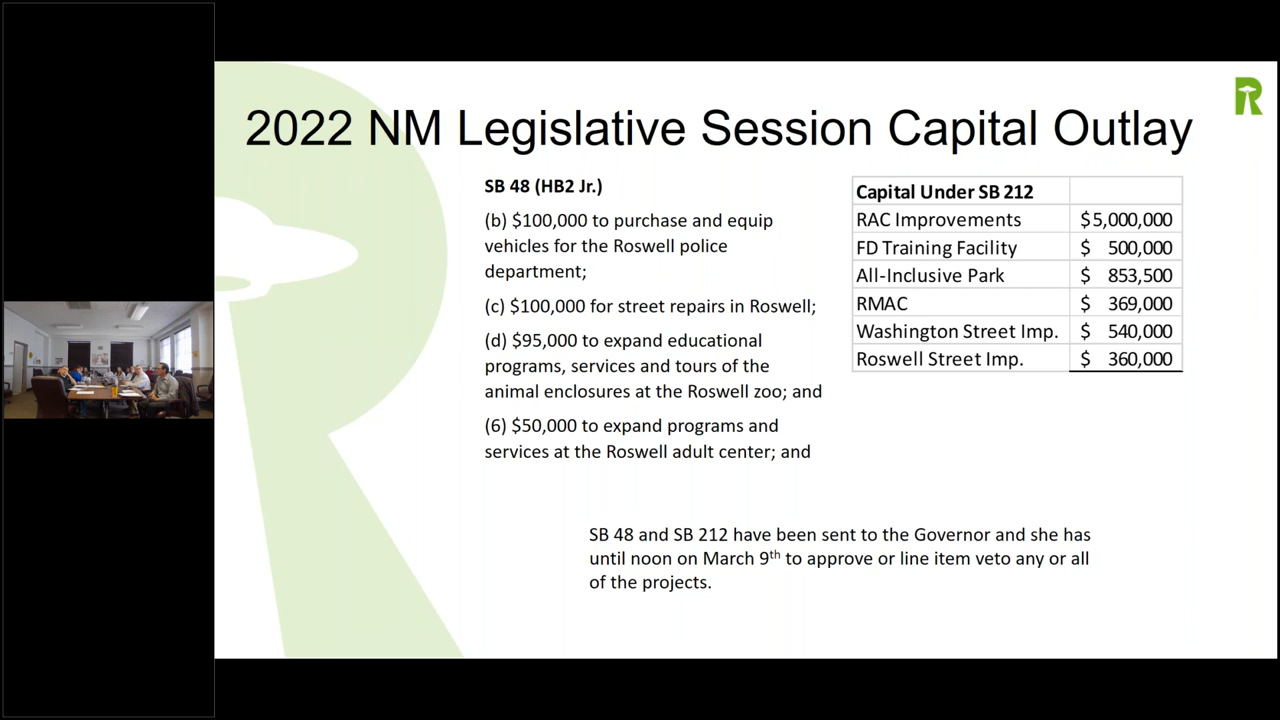 2022 NM Legislative Session Capital Outlay
SB 48 (HB2 Jr.)
(b) $100,000 to purchase and equip
vehicles for the Roswell police
department;
(c) $100,000 for street repairs in Roswell;
(d) $95,000 to expand educational
programs, services and tours of the
animal enclosures at the Roswell zoo; and
(6) $50,000 to expand programs and
services at the Roswell adult center; and
Capital Under SB 212
RAC Improvements $5,000,000
FD Training Facility $ 500,000
All-Inclusive Park $ 853,500
RMAC $ 369,000
Washington Street Imp. $ 540,000
Roswell Street Imp. $ 360,000
SB 48 and SB 212 have been sent to the Governor and she has
until noon on March 9th to approve or line item veto any or all
of the projects.